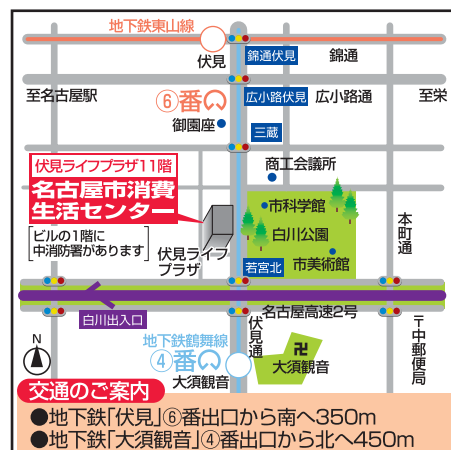 地下鉄東山線
伏見
錦通伏見
錦通
至名古屋駅
⑥番
広小路伏見
広小路通
至栄
御園座
三蔵
商工会議所
伏見ライフプラザ11階
名古屋市消費
生活センター
ビルの1階に
中消防署があります
伏見ライフ
プラザ
市科学館
白川公園
市美術館
本町通
若宮北
白川出入口
名古屋高速2号
伏見通
地下鉄鶴舞線
④番
大須観音
卍
大須観音
〒中郵便局
N
交通のご案内
●地下鉄「伏見」⑥番出口から南へ350m
●地下鉄「大須観音」④番出口から北へ450m